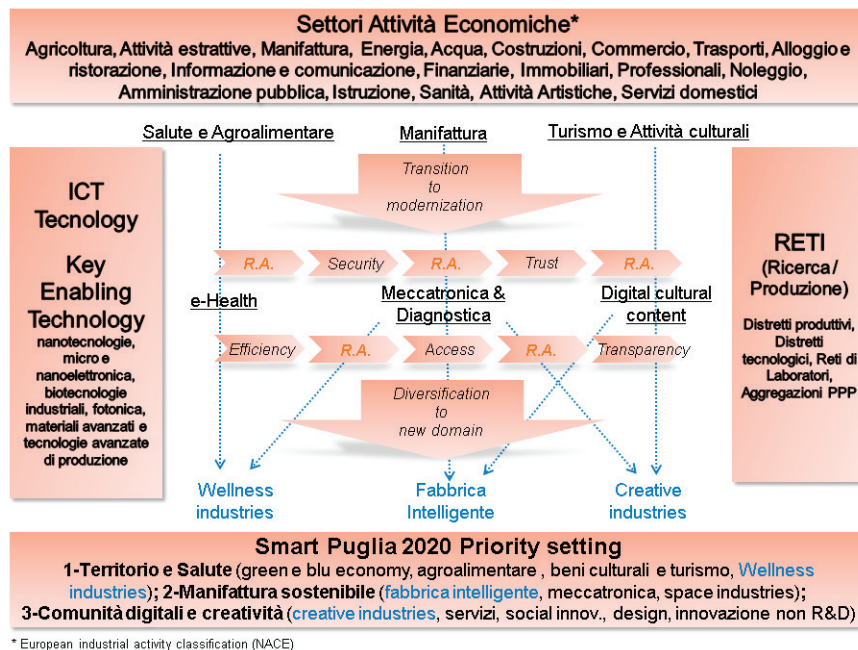 Settori Attività Economiche*
Agricoltura, Attività estrattive, Manifattura, Energia, Acqua, Costruzioni, Commercio, Trasporti, Alloggio e
ristorazione, Informazione e comunicazione, Finanziarie, Immobiliari, Professionali, Noleggio,
Amministrazione pubblica, Istruzione, Sanità, Attività Artistiche, Servizi domestici
Salute e Agroalimentare
Manifattura
Turismo e Attività culturali
ICT
Tecnology
Key
Enabling
Technology
nanotecnologie,
micro e
nanoelettronica,
biotecnologie
industriali, fotonica,
materiali avanzati e
tecnologie avanzate
di produzione
Transition
to
modernization
R.A.
Security
R.A.
Trust
R.A.
e-Health
Meccatronica &
Diagnostica
Digital cultural
content
Efficiency
R.A.
Access
R.A.
Transparency
Diversification
to
new domain
Wellness
industries
Fabbrica
Intelligente
Creative
industries
RETI
(Ricerca/
Produzione)
Distretti produttivi,
Distretti
tecnologici, Reti di
Laboratori,
Aggregazioni PPP
Smart Puglia 2020 Priority setting
1-Territorio e Salute (green e blu economy, agroalimentare , beni culturali e turismo, Wellness
industries); 2-Manifattura sostenibile (fabbrica intelligente, meccatronica, space industries);
3-Comunità digitali e creatività (creative industries, servizi, social innov., design, innovazione non R&D)
* European industrial activity classification (NACE)